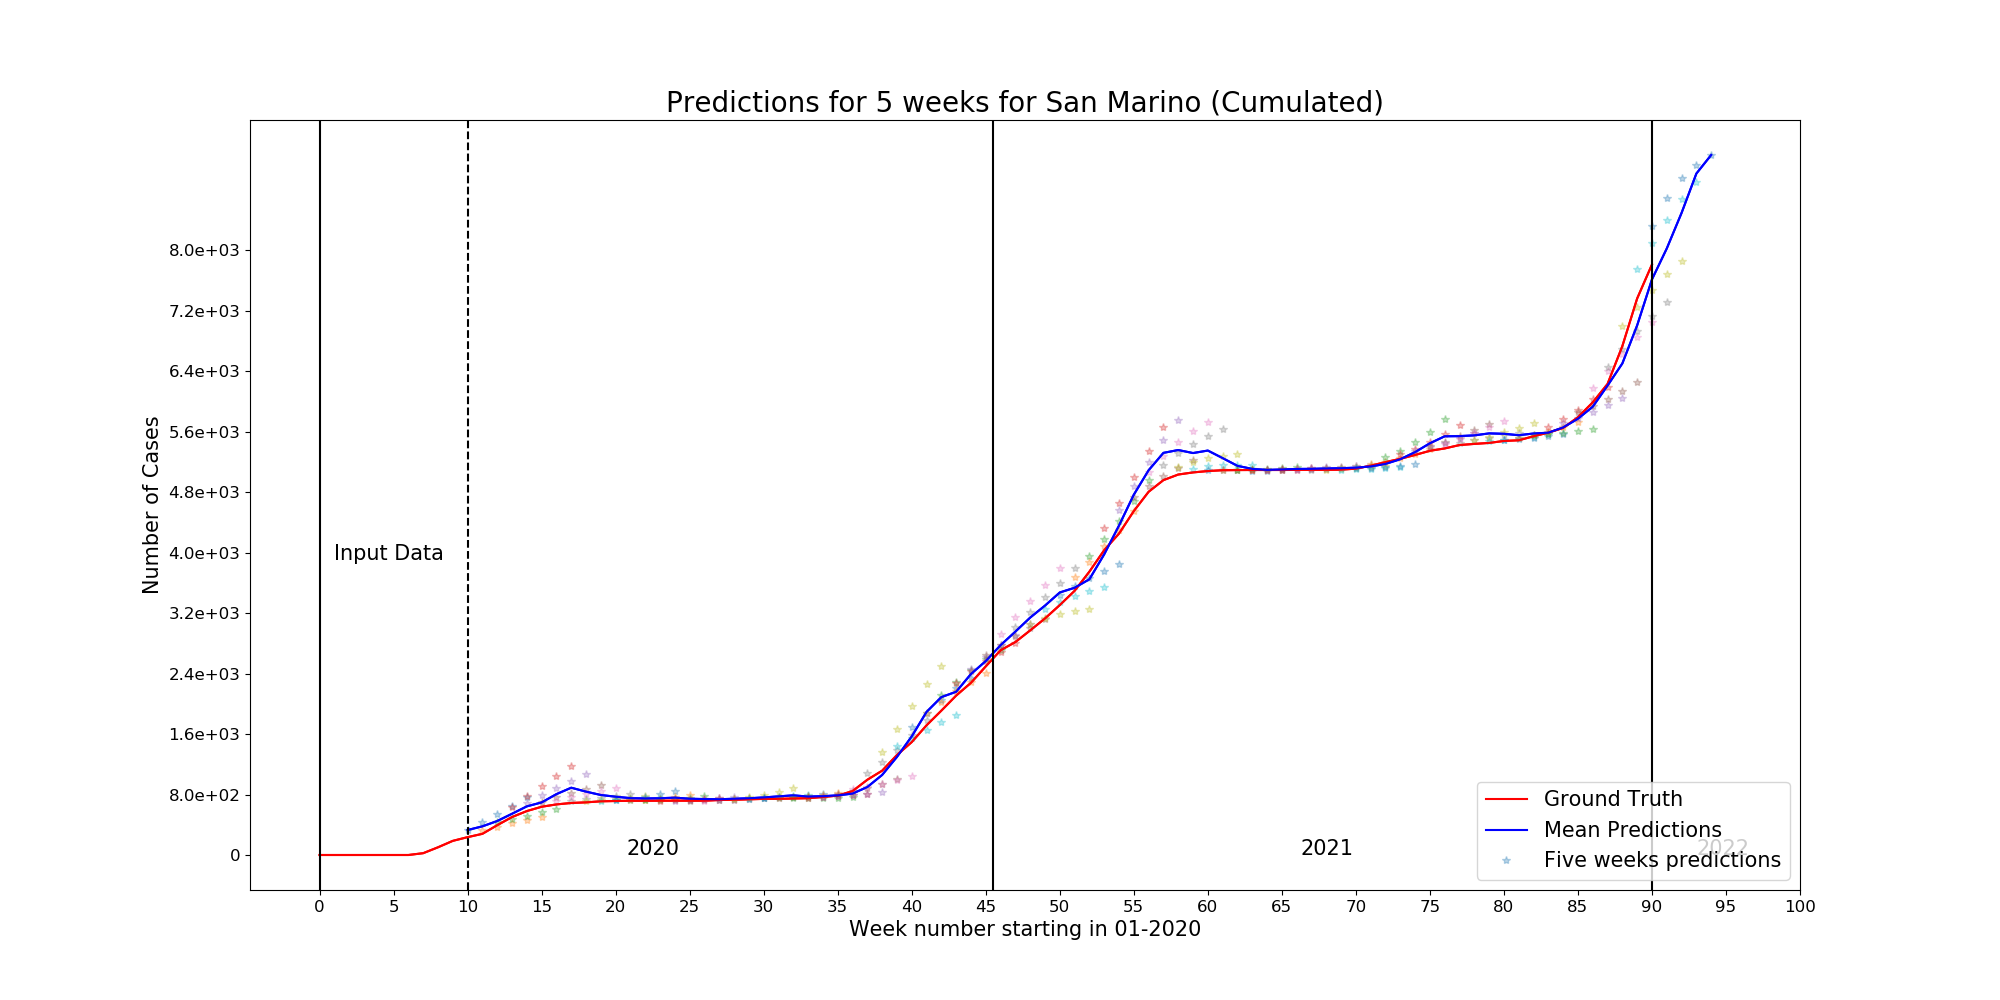 Predictions for 5 weeks for San Marino (Cumulated)
8.0e+03
7.2e+03
6.4e+03
5.6e+03
4.8e+03
4.0e+03
3.2e+03
2.4e+03
1.6e+03
8.0e+02
0
Number of Cases
Input Data
2020
2021
2022
Ground Truth
Mean Predictions
Five weeks predictions
0 5 10 15 20 25 30 35 40 45 50 55 60 65 70 75 80 85 90 95 100
Week number starting in 01-2020